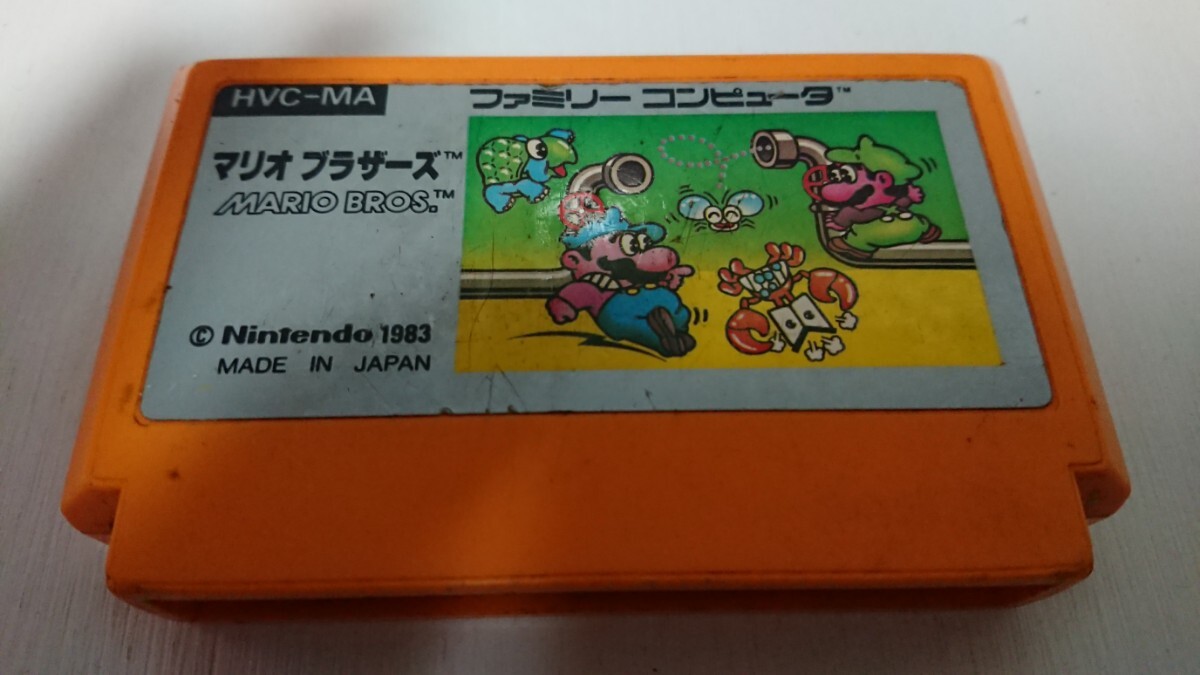 HVC-MA
ファミリー コンピュータ™
マリオ ブラザーズ™
MARIO BROS.™
© Nintendo 1983
MADE IN JAPAN